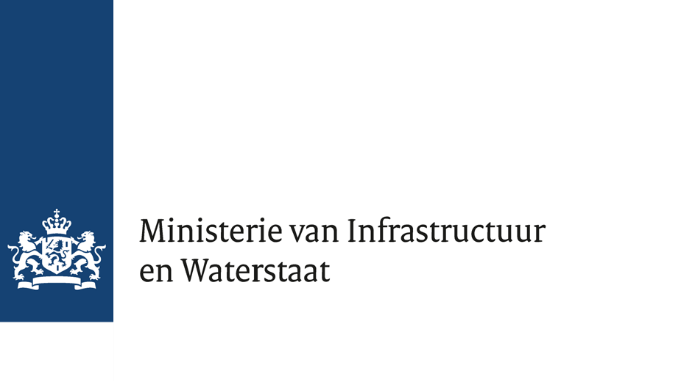 Ministerie van Infrastructuur
en Waterstaat